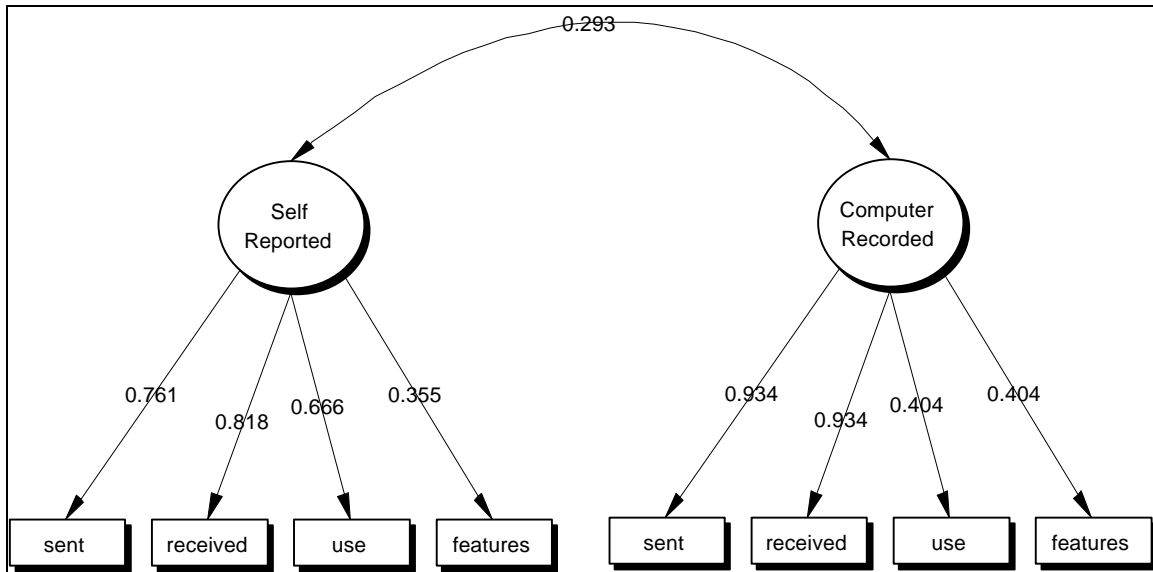 0.293
Self
Reported
Computer
Recorded
0.761
0.818
0.666
0.355
0.934
0.934
0.404
0.404
sent
received
use
features
sent
received
use
features